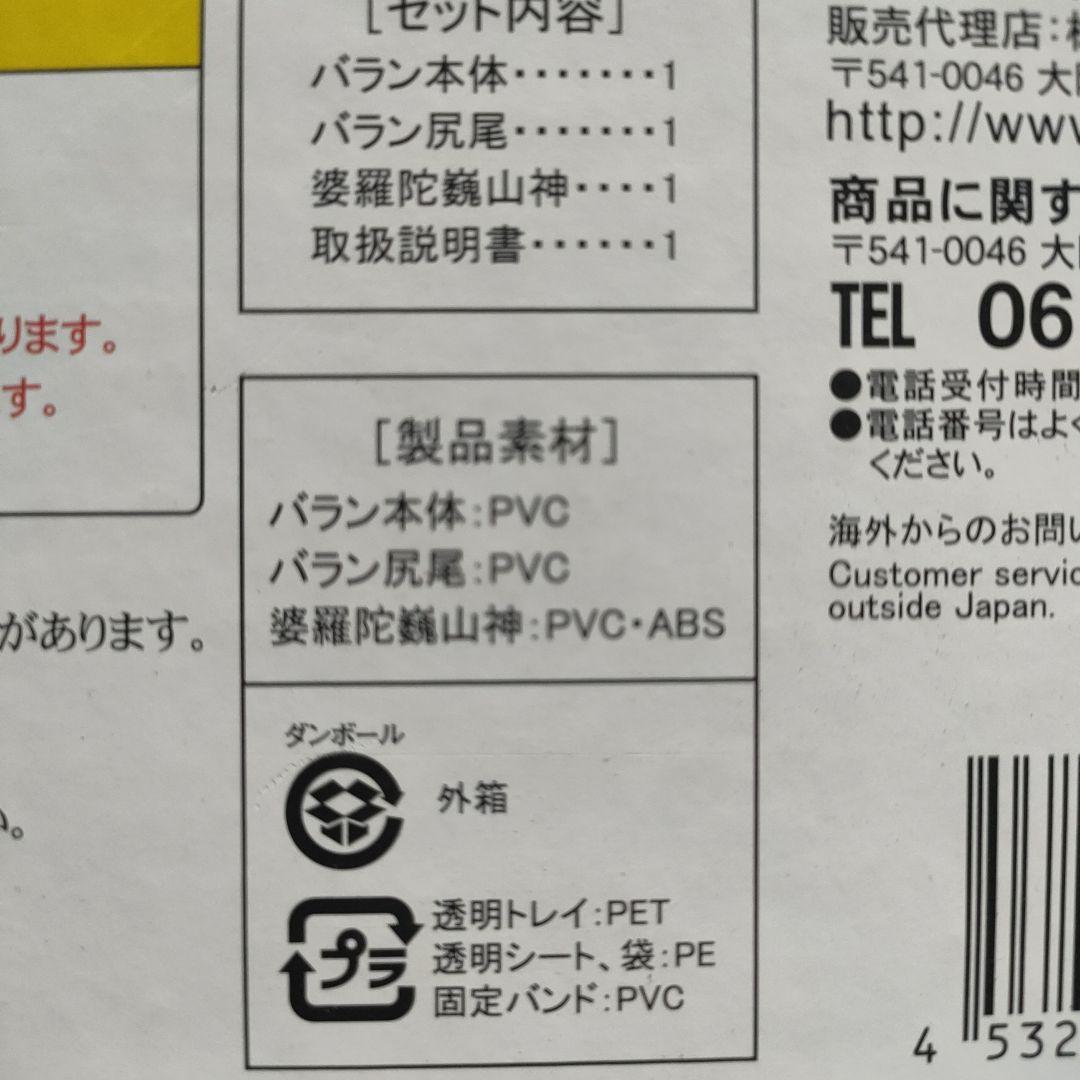 [セット内容]
バラン本体・・・・・・・1
バラン尻尾・・・・・・・1
婆羅陀巍山神・・・・1
取扱説明書・・・・・・1
ります。
す。
[製品素材]
バラン本体:PVC
バラン尻尾:PVC
婆羅陀巍山神:PVC・ABS
があります。
い。
ダンボール
外箱
プラ
透明トレイ:PET
透明シート、袋:PE
固定バンド:PVC
販売代理店:
〒541-0046 大
http://www
商品に関す
〒541-0046 大
TEL 06
●電話受付時間
●電話番号はよく
ください。
海外からのお問い
Customer servic
outside Japan.
4 532